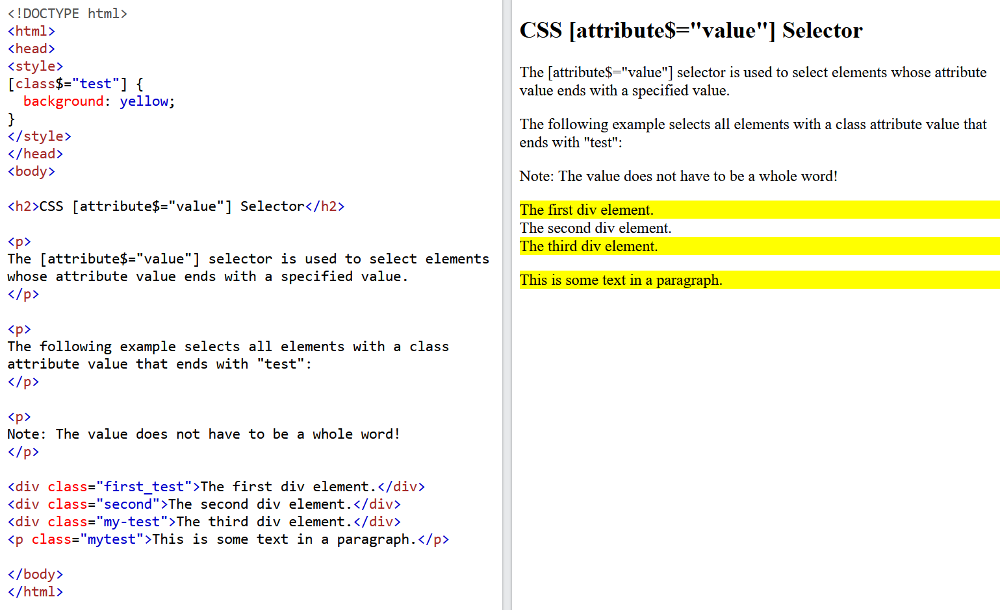 <!DOCTYPE html>
<html>
<head>
<style>
[class$="test"] {
  background: yellow;
}
</style>
</head>
<body>

<h2>CSS [attribute$="value"] Selector</h2>

<p>
The [attribute$="value"] selector is used to select elements
whose attribute value ends with a specified value.
</p>

<p>
The following example selects all elements with a class
attribute value that ends with "test":
</p>

<p>
Note: The value does not have to be a whole word!
</p>

<div class="first_test">The first div element.</div>
<div class="second">The second div element.</div>
<div class="my-test">The third div element.</div>
<p class="mytest">This is some text in a paragraph.</p>

</body>
</html>
CSS [attribute$="value"] Selector
The [attribute$="value"] selector is used to select elements whose attribute
value ends with a specified value.
The following example selects all elements with a class attribute value that
ends with "test":
Note: The value does not have to be a whole word!
The first div element.
The second div element.
The third div element.
This is some text in a paragraph.